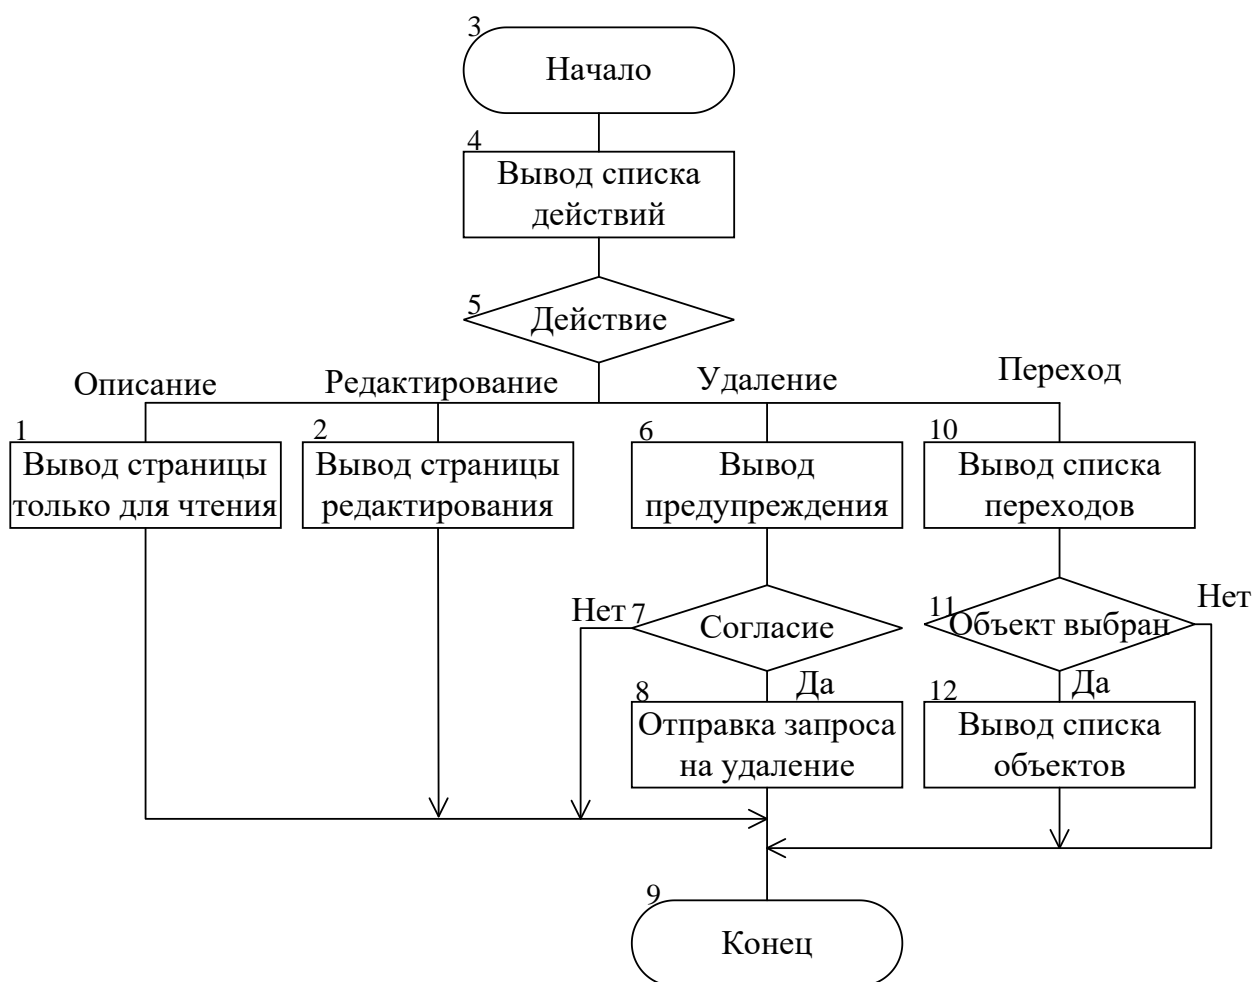 3
Начало
4
Вывод списка
действий
5
Действие
Описание
Редактирование
Удаление
Переход
1
Вывод страницы
только для чтения
2
Вывод страницы
редактирования
6
Вывод
предупреждения
10
Вывод списка
переходов
Нет
7
Согласие
11
Объект выбран
Нет
Да
8
Отправка запроса
на удаление
Да
12
Вывод списка
объектов
9
Конец